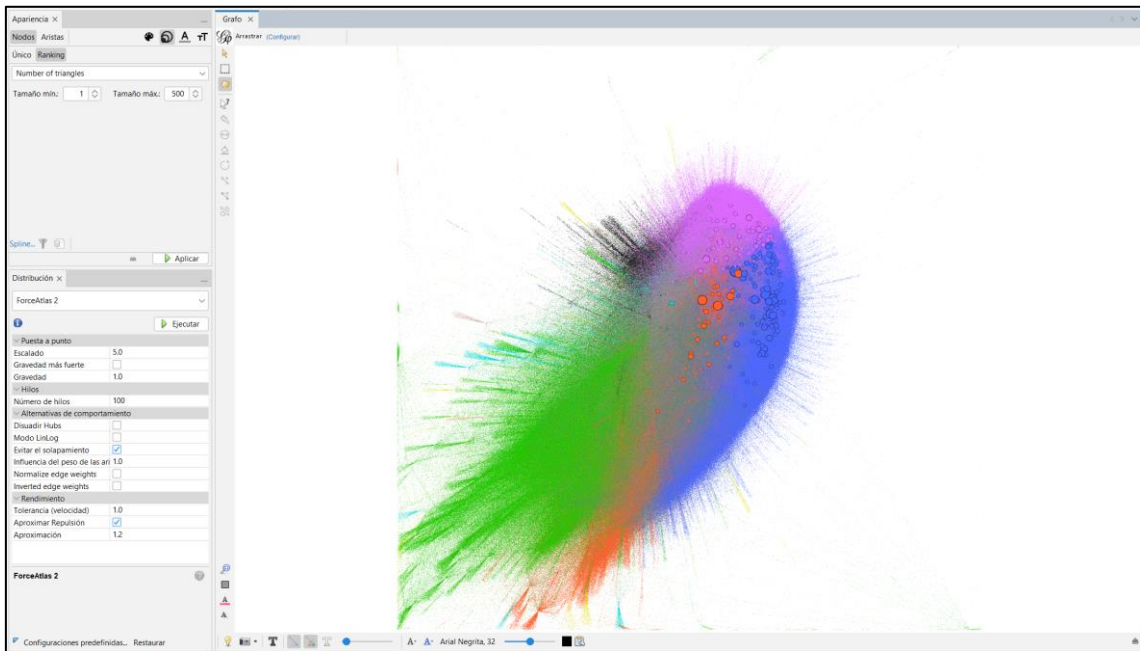 Apariencia
Nodos Aristas
Único Ranking
Number of triangles
Tamaño mín.: 1 Tamaño máx.: 500
Spline...
Aplicar
Distribución
ForceAtlas 2
Ejecutar
Puesta a punto
Escalado 5.0
Gravedad más fuerte
Gravedad 1.0
Hilos
Número de hilos 100
Alternativas de comportamiento
Disuadir Hubs
Modo LinLog
Evitar el solapamiento
Influencia del peso de las ari 1.0
Normalize edge weights
Inverted edge weights
Rendimiento
Tolerancia (velocidad) 1.0
Aproximar Repulsión
Aproximación 1.2
ForceAtlas 2
Configuraciones predefinidas... Restaurar
Grafo
Arrastrar (Configurar)
Arial Negrita, 32